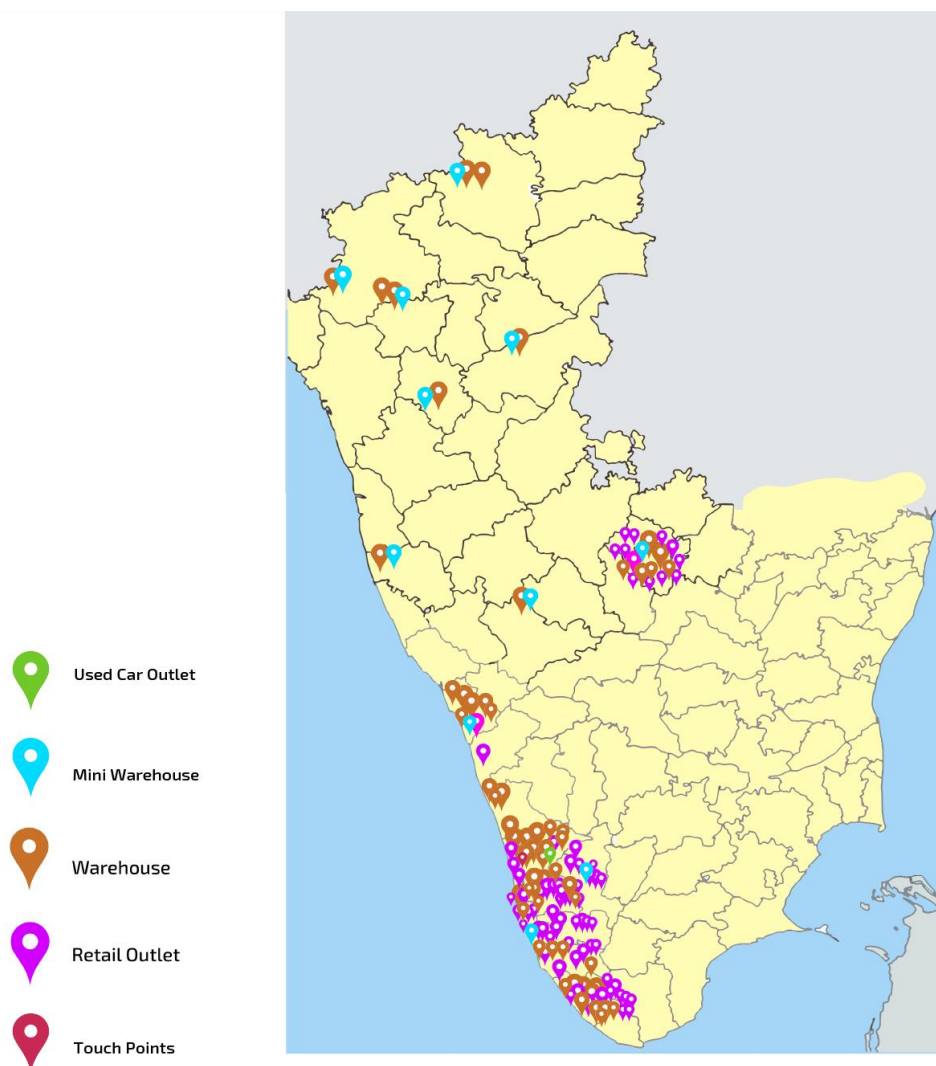 Used Car Outlet
Mini Warehouse
Warehouse
Retail Outlet
Touch Points